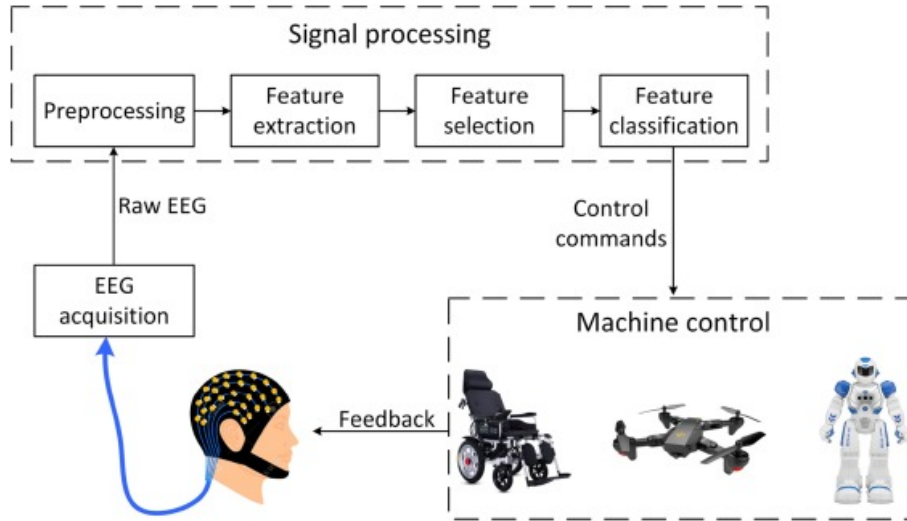 Signal processing
Preprocessing
Feature
extraction
Feature
selection
Feature
classification
Raw EEG
Control
commands
EEG
acquisition
Machine control
Feedback